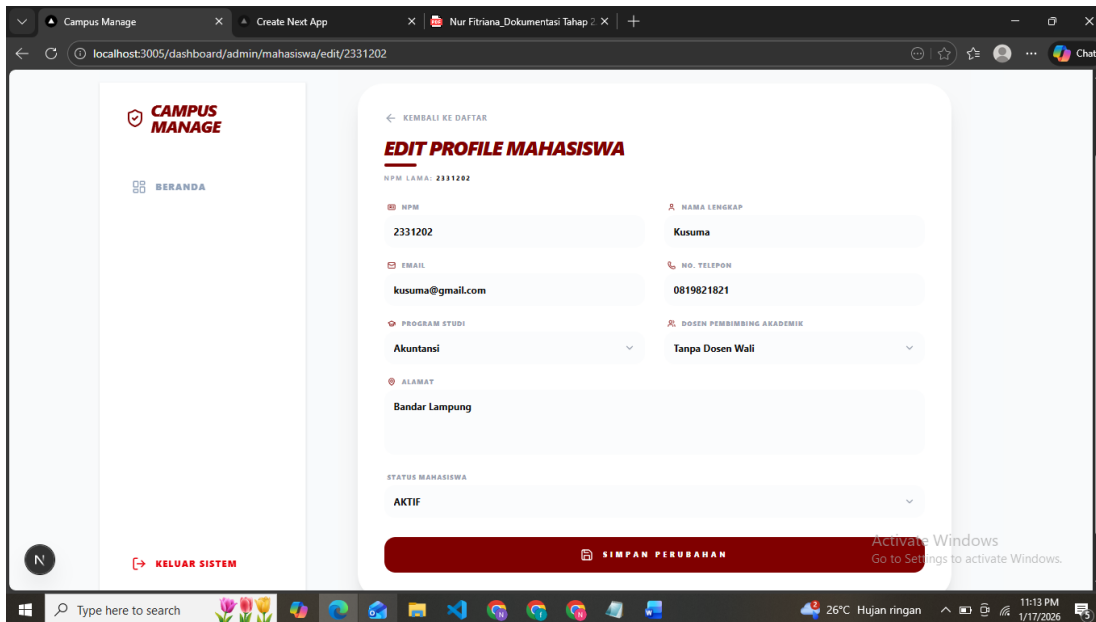 Campus Manage
Create Next App
Nur Fitriana_Dokumentasi Tahap 2
localhost:3005/dashboard/admin/mahasiswa/edit/2331202
Chat
CAMPUS
MANAGE
BERANDA
KELUAR SISTEM
KEMBALI KE DAFTAR
EDIT PROFILE MAHASISWA
NPM LAMA: 2331202
NPM
NAMA LENGKAP
2331202
Kusuma
EMAIL
NO. TELEPON
kusuma@gmail.com
0819821821
PROGRAM STUDI
DOSEN PEMBIMBING AKADEMIK
Akuntansi
Tanpa Dosen Wali
ALAMAT
Bandar Lampung
STATUS MAHASISWA
AKTIF
SIMPAN PERUBAHAN
Activate Windows
Go to Settings to activate Windows.
N
Type here to search
26°C Hujan ringan
11:13 PM
1/17/2026
5